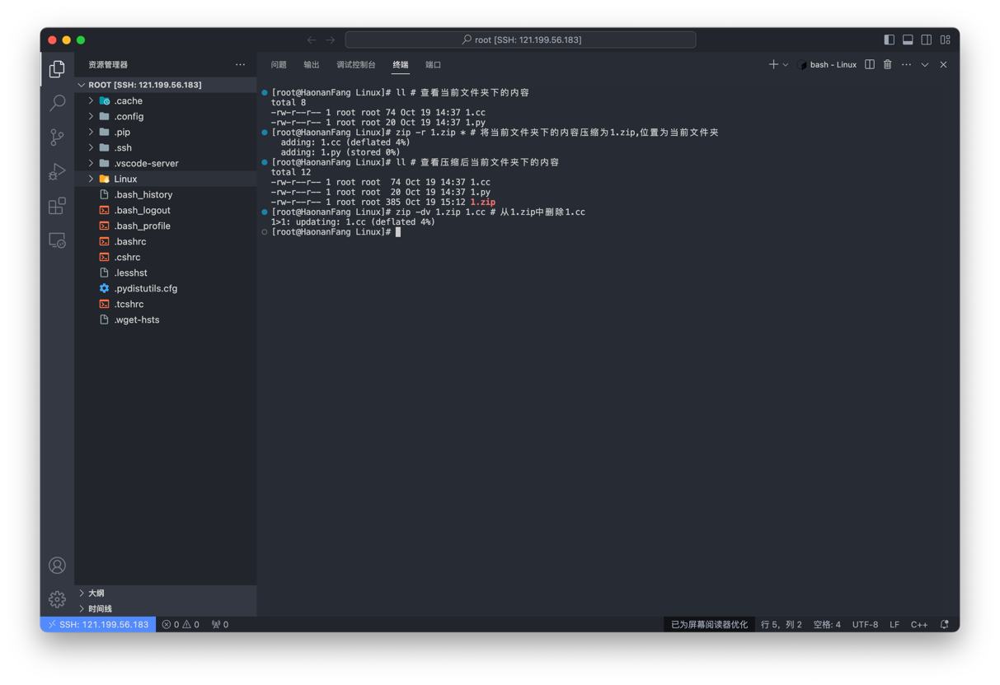 root [SSH: 121.199.56.183]
资源管理器
ROOT [SSH: 121.199.56.183]
.cache
.config
.pip
.ssh
.vscode-server
Linux
.bash_history
.bash_logout
.bash_profile
.bashrc
.cshrc
.lesshst
.pydistutils.cfg
.tcshrc
.wget-hsts
大纲
时间线
问题 输出 调试控制台 终端 端口
bash - Linux
[root@HaonanFang Linux]# ll # 查看当前文件夹下的内容
total 8
-rw-r--r-- 1 root root 74 Oct 19 14:37 1.cc
-rw-r--r-- 1 root root 20 Oct 19 14:37 1.py
[root@HaonanFang Linux]# zip -r 1.zip * # 将当前文件夹下的内容压缩为1.zip,位置为当前文件夹
adding: 1.cc (deflated 4%)
adding: 1.py (stored 0%)
[root@HaonanFang Linux]# ll # 查看压缩后当前文件夹下的内容
total 12
-rw-r--r-- 1 root root  74 Oct 19 14:37 1.cc
-rw-r--r-- 1 root root  20 Oct 19 14:37 1.py
-rw-r--r-- 1 root root 385 Oct 19 15:12 1.zip
[root@HaonanFang Linux]# zip -dv 1.zip 1.cc # 从1.zip中删除1.cc
1>1: updating: 1.cc (deflated 4%)
[root@HaonanFang Linux]#
SSH: 121.199.56.183 0 0 0 已为屏幕阅读器优化 行 5，列 2 空格: 4 UTF-8 LF C++